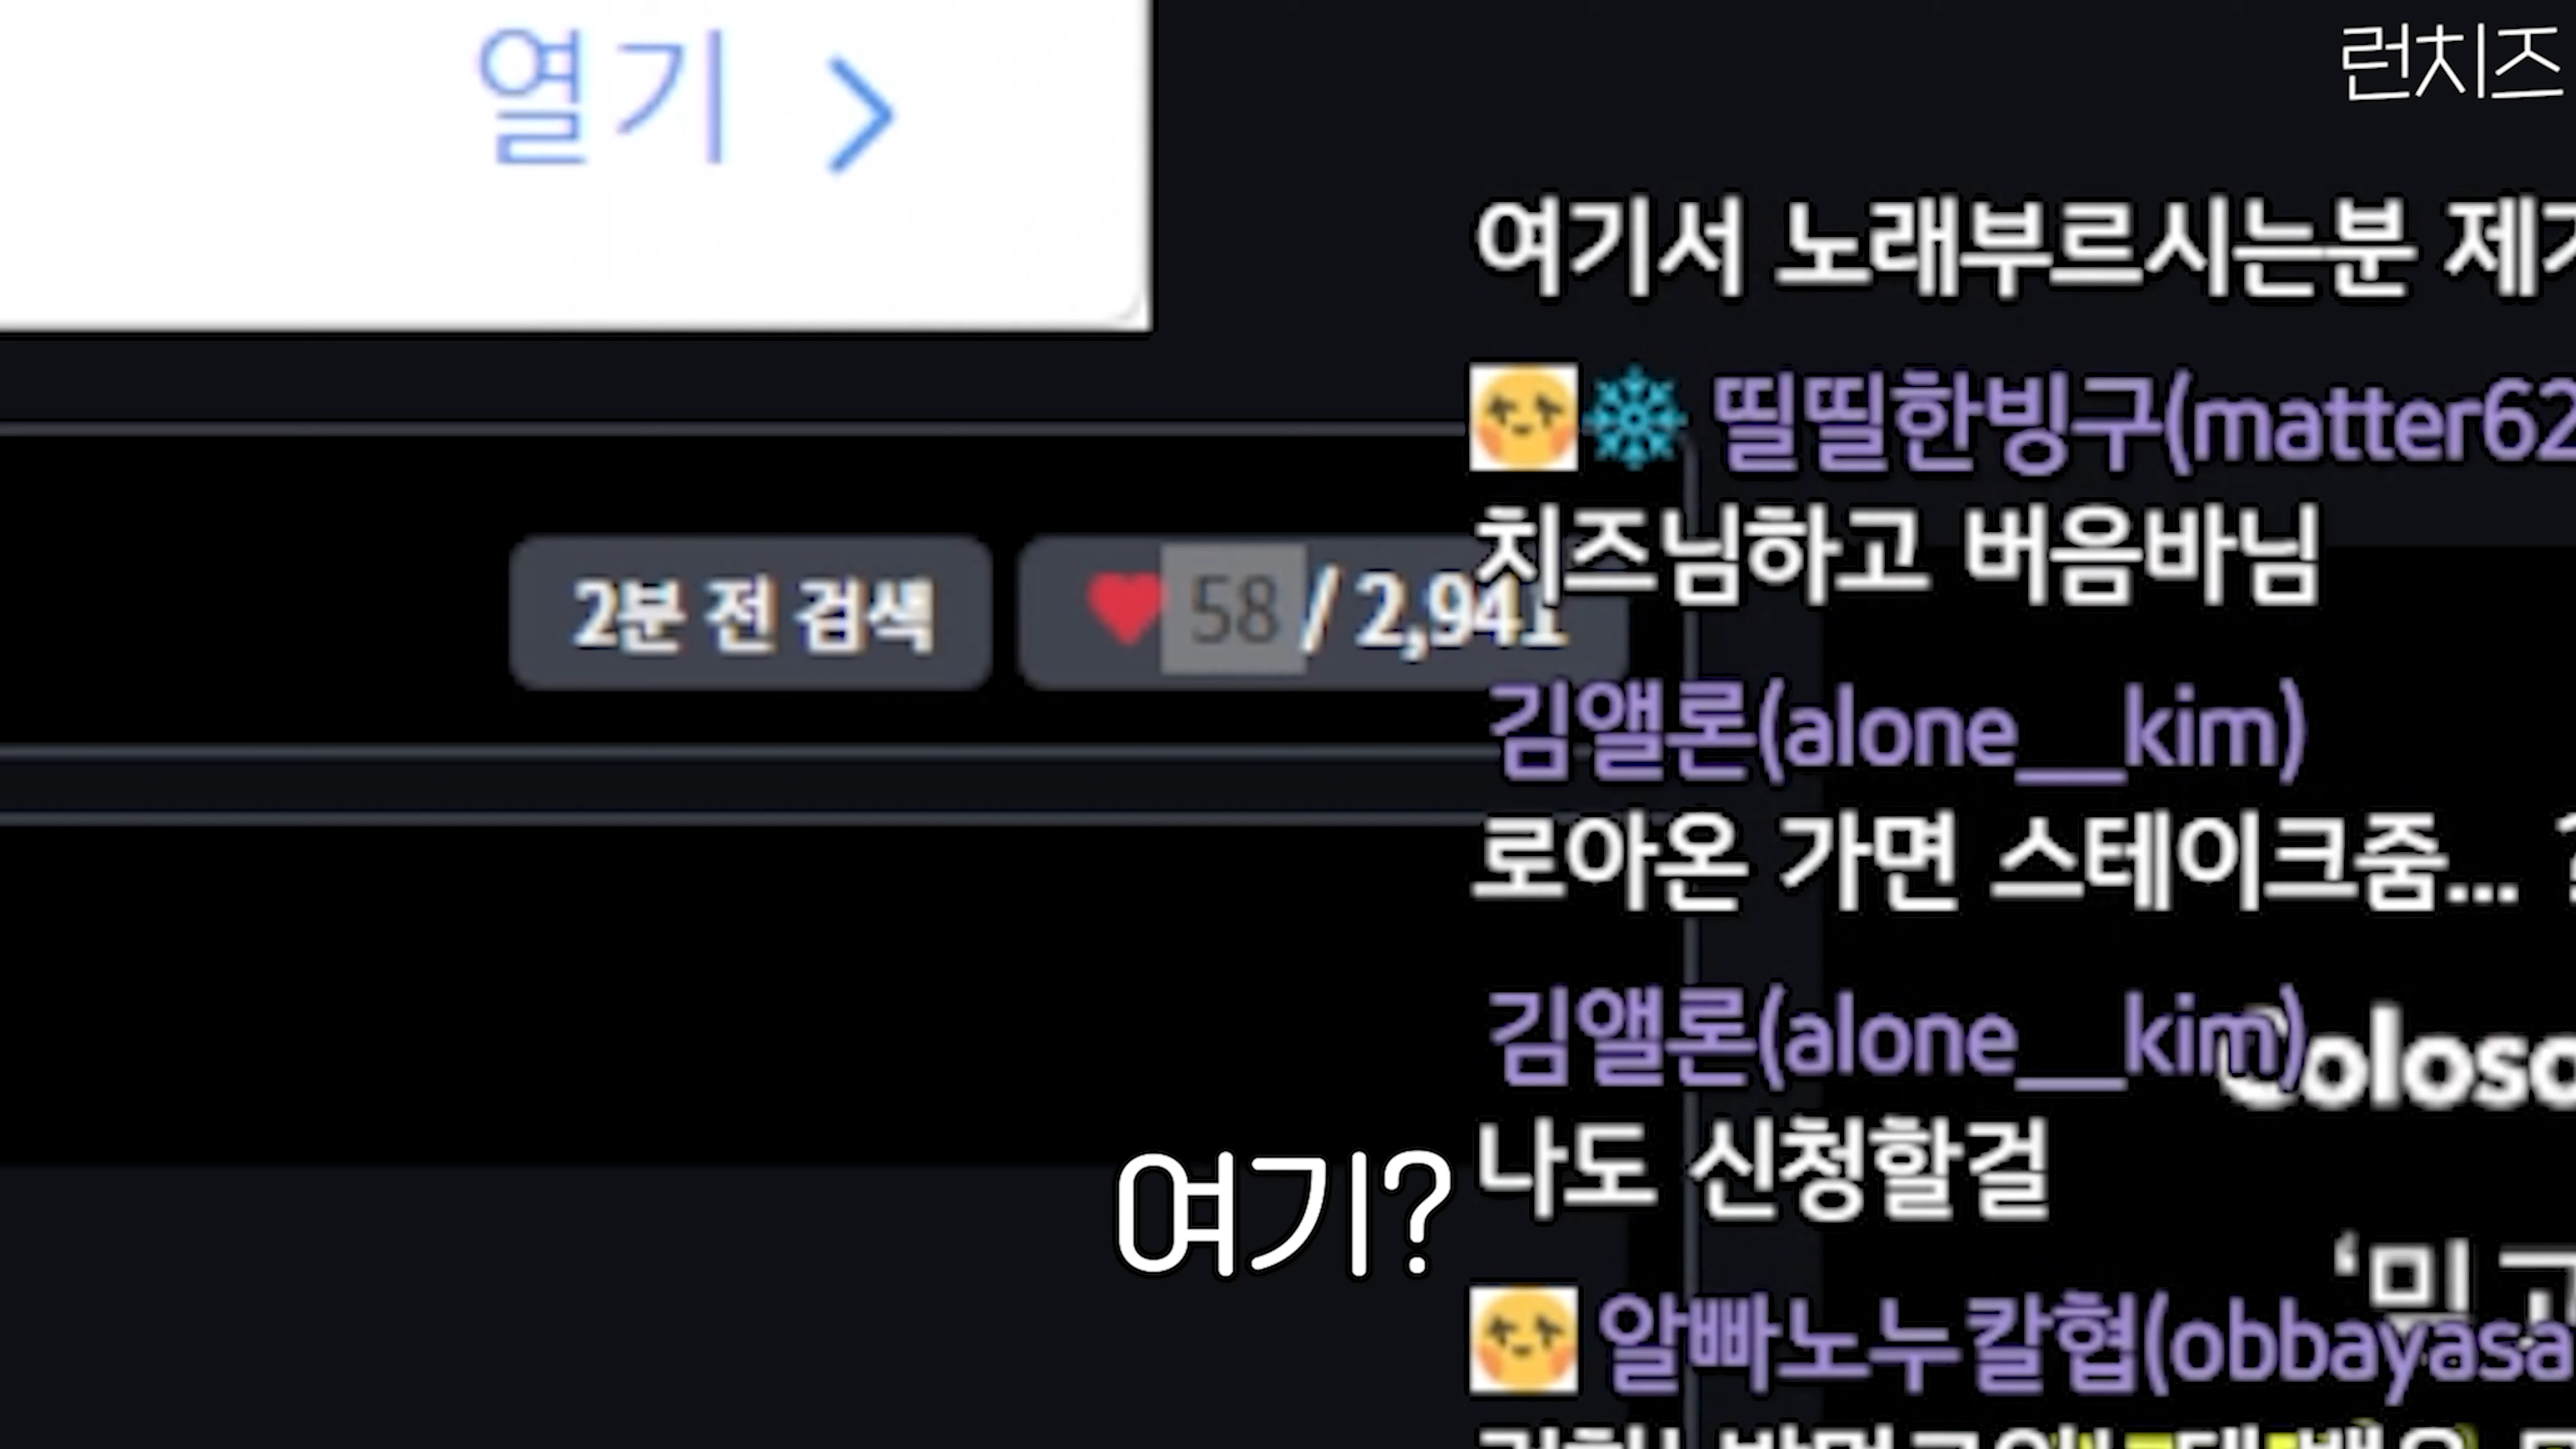 열기
런치즈
여기서 노래부르시는분
띨띨한빙구(matter62
치즈님하고 버음바님
2분 전 검색
58 / 2,941
김앨론(alone__kim)
로아온 가면 스테이크줌...
김앨론(alone__kim)
Coloso
나도 신청할걸
여기?
알빠노누칼협(obbayasa